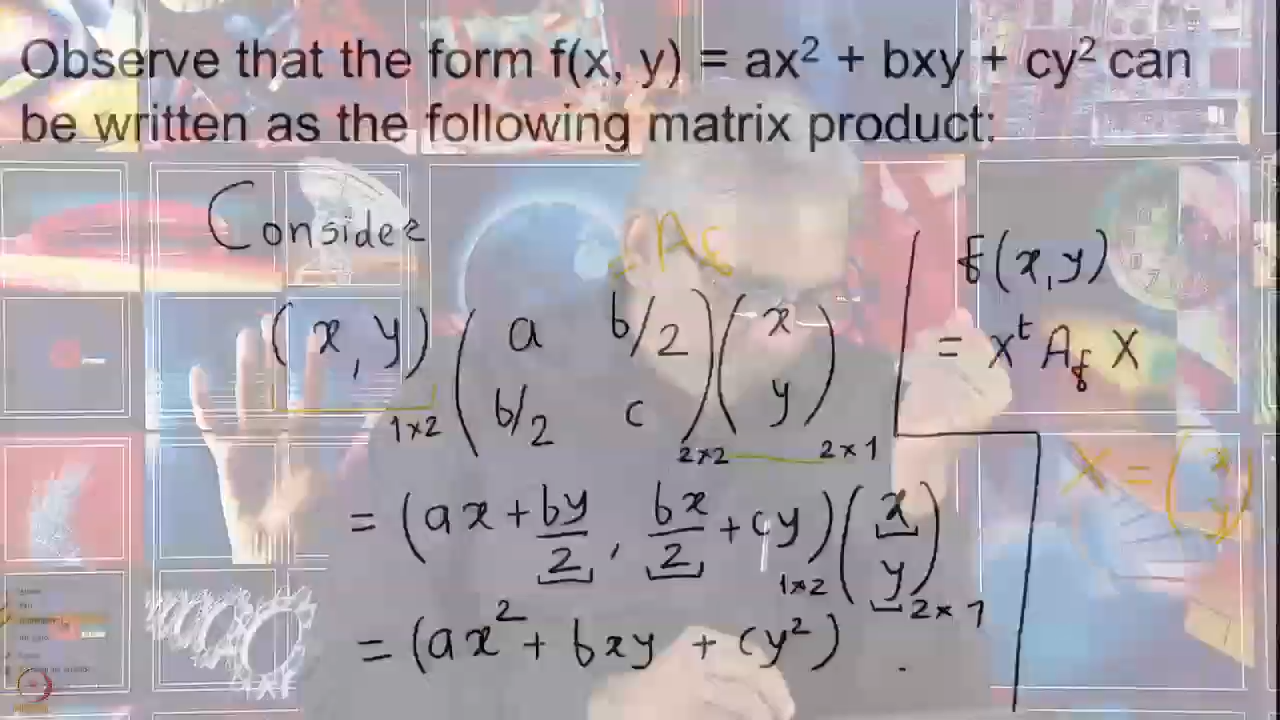 Observe that the form f(x, y) = ax² + bxy + cy² can
be written as the following matrix product:
Consider
A_f
(x, y) ( a b/2 ) ( x )
( b/2 c ) ( y )
1×2 2×2 2×1
= (ax + by/2, bx/2 + cy) ( x )
( y )
1×2 2×1
= (ax² + bxy + cy²)
f(x,y)
= x^t A_f X
X = ( x
y )